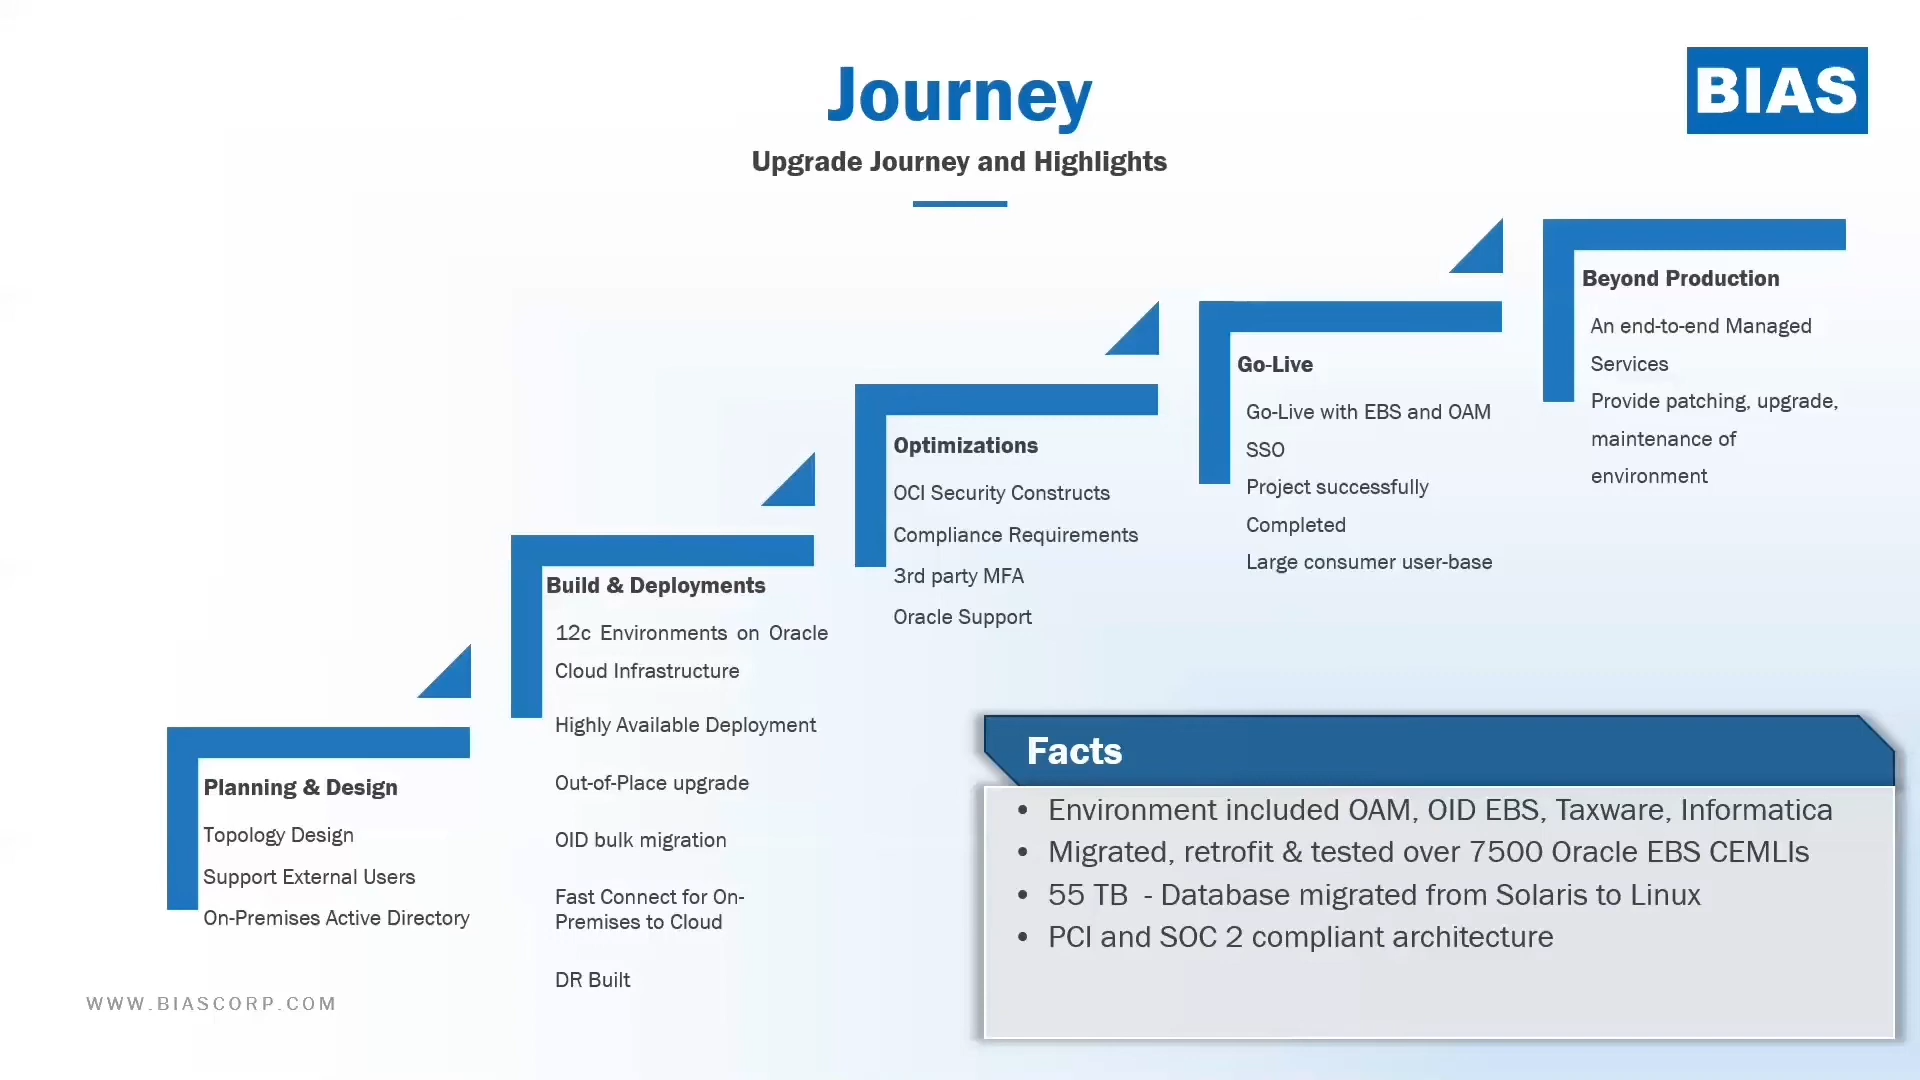 Journey
BIAS
Upgrade Journey and Highlights
Planning & Design
Topology Design
Support External Users
On-Premises Active Directory
Build & Deployments
12c Environments on Oracle
Cloud Infrastructure
Highly Available Deployment
Out-of-Place upgrade
OID bulk migration
Fast Connect for On-
Premises to Cloud
DR Built
Optimizations
OCI Security Constructs
Compliance Requirements
3rd party MFA
Oracle Support
Go-Live
Go-Live with EBS and OAM
SSO
Project successfully
Completed
Large consumer user-base
Beyond Production
An end-to-end Managed
Services
Provide patching, upgrade,
maintenance of
environment
Facts
• Environment included OAM, OID EBS, Taxware, Informatica
• Migrated, retrofit & tested over 7500 Oracle EBS CEMLIs
• 55 TB - Database migrated from Solaris to Linux
• PCI and SOC 2 compliant architecture
WWW.BIASCORP.COM